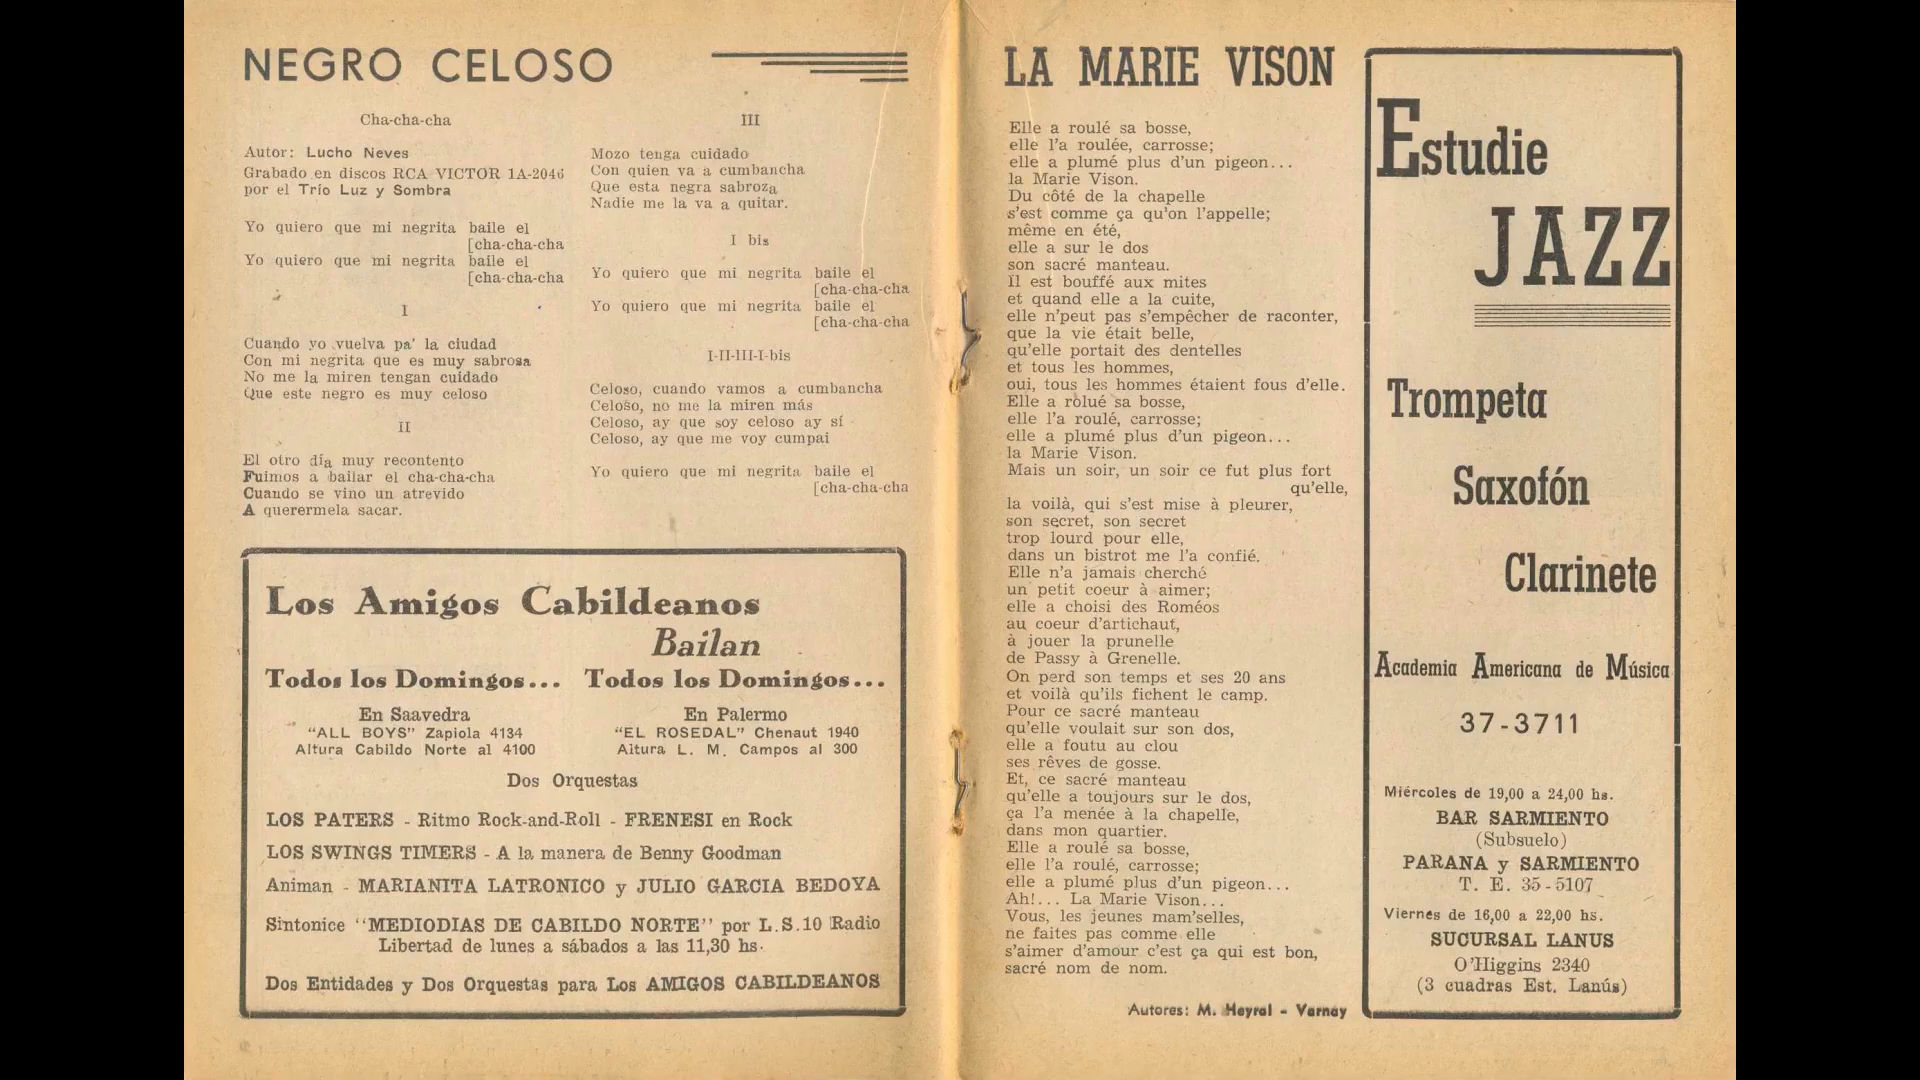 NEGRO CELOSO
Cha-cha-cha
Autor: Lucho Neves
Grabado en discos RCA VICTOR 1A-2046
por el Trío Luz y Sombra
Yo quiero que mi negrita baile el
[cha-cha-cha
Yo quiero que mi negrita baile el
[cha-cha-cha
I
Cuando yo vuelva pa' la ciudad
Con mi negrita que es muy sabrosa
No me la miren tengan cuidado
Que este negro es muy celoso
II
El otro día muy recontento
Fuimos a bailar el cha-cha-cha
Cuando se vino un atrevido
A querermela sacar.
III
Mozo tenga cuidado
Con quien va a cumbancha
Que esta negra sabroza
Nadie me la va a quitar.
I bis
Yo quiero que mi negrita baile el
[cha-cha-cha
Yo quiero que mi negrita baile el
[cha-cha-cha
I-II-III-I-bis
Celoso, cuando vamos a cumbancha
Celoso, no me la miren más
Celoso, ay que soy celoso ay sí
Celoso, ay que me voy cumpai
Yo quiero que mi negrita baile el
[cha-cha-cha
Los Amigos Cabildeanos
Bailan
Todos los Domingos... Todos los Domingos...
En Saavedra
"ALL BOYS" Zapiola 4134
Altura Cabildo Norte al 4100
En Palermo
"EL ROSEDAL" Chenaut 1940
Altura L. M. Campos al 300
Dos Orquestas
LOS PATERS - Ritmo Rock-and-Roll - FRENESI en Rock
LOS SWINGS TIMERS - A la manera de Benny Goodman
Animan - MARIANITA LATRONICO y JULIO GARCIA BEDOYA
Sintonice "MEDIODIAS DE CABILDO NORTE" por L.S.10 Radio
Libertad de lunes a sábados a las 11,30 hs.
Dos Entidades y Dos Orquestas para Los AMIGOS CABILDEANOS
LA MARIE VISON
Elle a roulé sa bosse,
elle l'a roulée, carrosse;
elle a plumé plus d'un pigeon...
la Marie Vison.
Du côté de la chapelle
s'est comme ça qu'on l'appelle;
même en été,
elle a sur le dos
son sacré manteau.
Il est bouffé aux mites
et quand elle a la cuite,
elle n'peut pas s'empêcher de raconter,
que la vie était belle,
qu'elle portait des dentelles
et tous les hommes,
oui, tous les hommes étaient fous d'elle.
Elle a ròlué sa bosse,
elle l'a roulé, carrosse;
elle a plumé plus d'un pigeon...
la Marie Vison.
Mais un soir, un soir ce fut plus fort
qu'elle,
la voilà, qui s'est mise à pleurer,
son secret, son secret
trop lourd pour elle,
dans un bistrot me l'a confié.
Elle n'a jamais cherché
un petit coeur à aimer;
elle a choisi des Roméos
au coeur d'artichaut,
à jouer la prunelle
de Passy à Grenelle.
On perd son temps et ses 20 ans
et voilà qu'ils fichent le camp.
Pour ce sacré manteau
qu'elle voulait sur son dos,
elle a foutu au clou
ses rêves de gosse.
Et, ce sacré manteau
qu'elle a toujours sur le dos,
ça l'a menée à la chapelle,
dans mon quartier.
Elle a roulé sa bosse,
elle l'a roulé, carrosse;
elle a plumé plus d'un pigeon...
Ah!... La Marie Vison...
Vous, les jeunes mam'selles,
ne faites pas comme elle
s'aimer d'amour c'est ça qui est bon,
sacré nom de nom.
Autores: M. Heyral - Varnay
Estudie
JAZZ
Trompeta
Saxofón
Clarinete
Academia Americana de Música
37-3711
Miércoles de 19,00 a 24,00 hs.
BAR SARMIENTO
(Subsuelo)
PARANA y SARMIENTO
T. E. 35-5107
Viernes de 16,00 a 22,00 hs.
SUCURSAL LANUS
O'Higgins 2340
(3 cuadras Est. Lanús)